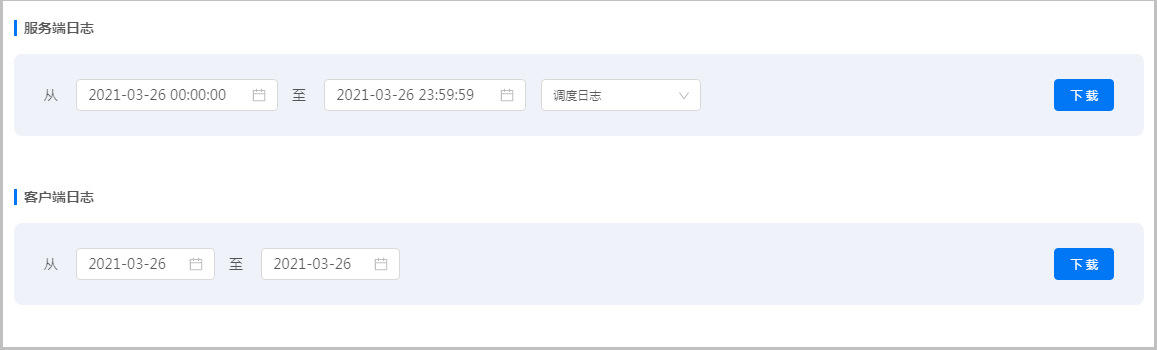 服务端日志
从 2021-03-26 00:00:00 至 2021-03-26 23:59:59 调度日志 下载
客户端日志
从 2021-03-26 至 2021-03-26 下载